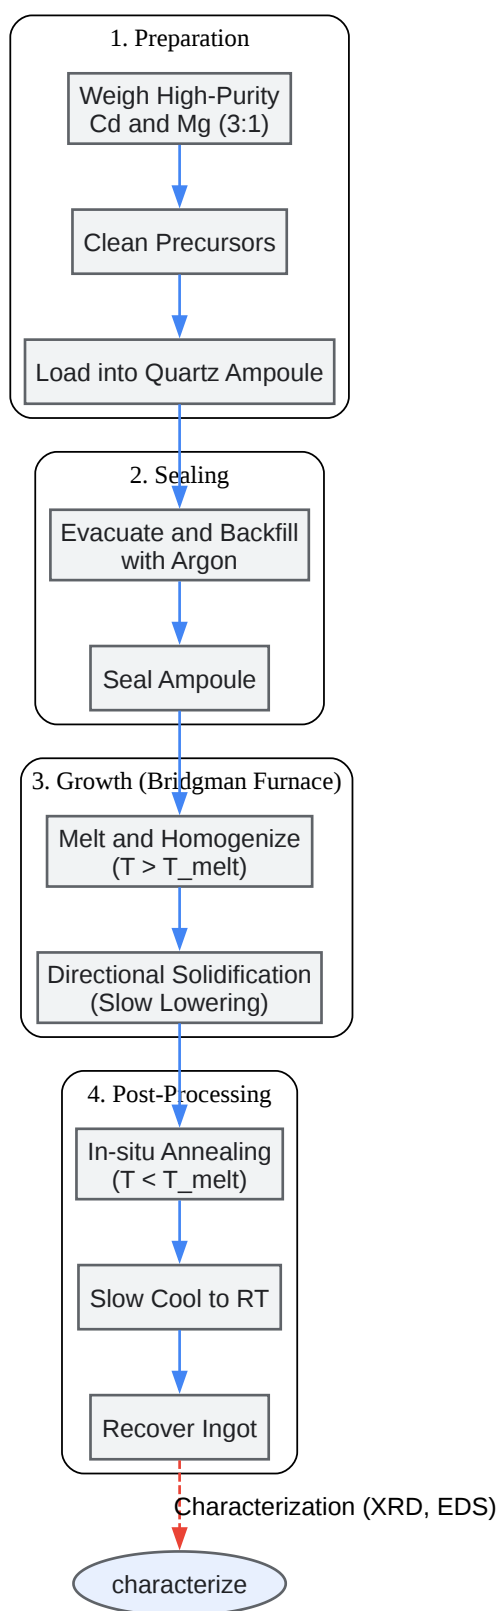 1. Preparation
Weigh High-Purity
Cd and Mg (3:1)
Clean Precursors
Load into Quartz Ampoule
2. Sealing
Evacuate and Backfill
with Argon
Seal Ampoule
3. Growth (Bridgman Furnace)
Melt and Homogenize
(T > T_melt)
Directional Solidification
(Slow Lowering)
4. Post-Processing
In-situ Annealing
(T < T_melt)
Slow Cool to RT
Recover Ingot
Characterization (XRD, EDS)
characterize